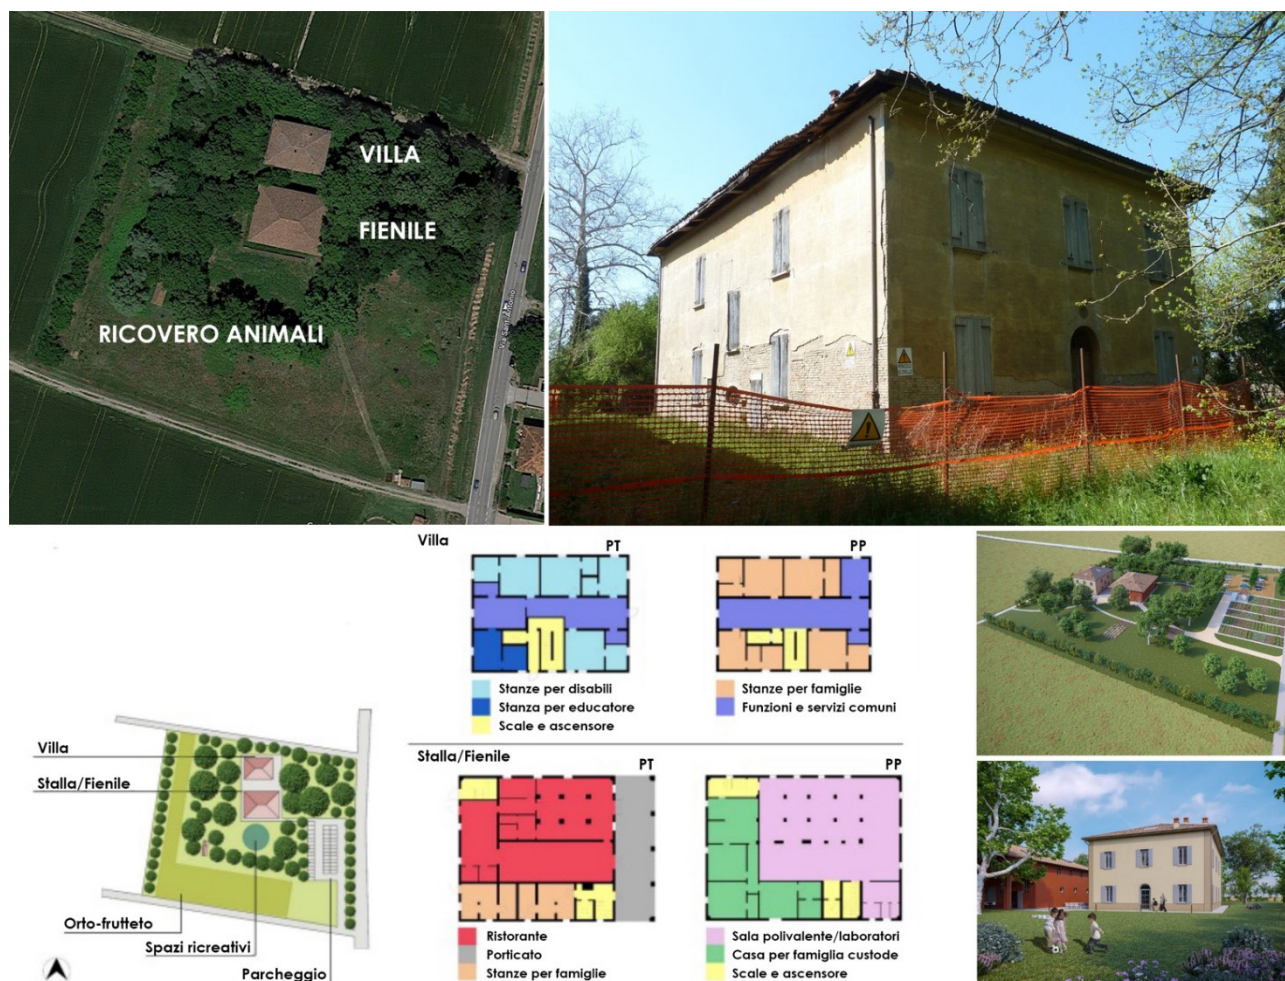 VILLA
FIENILE
RICOVERO ANIMALI
Villa
PT
PP
Stanze per disabili
Stanza per educatore
Scale e ascensore
Stanze per famiglie
Funzioni e servizi comuni
Stalla/Fienile
PT
PP
Ristorante
Porticato
Stanze per famiglie
Sala polivalente/laboratori
Casa per famiglia custode
Scale e ascensore
Villa
Stalla/Fienile
Orto-frutteto
Spazi ricreativi
Parcheggio